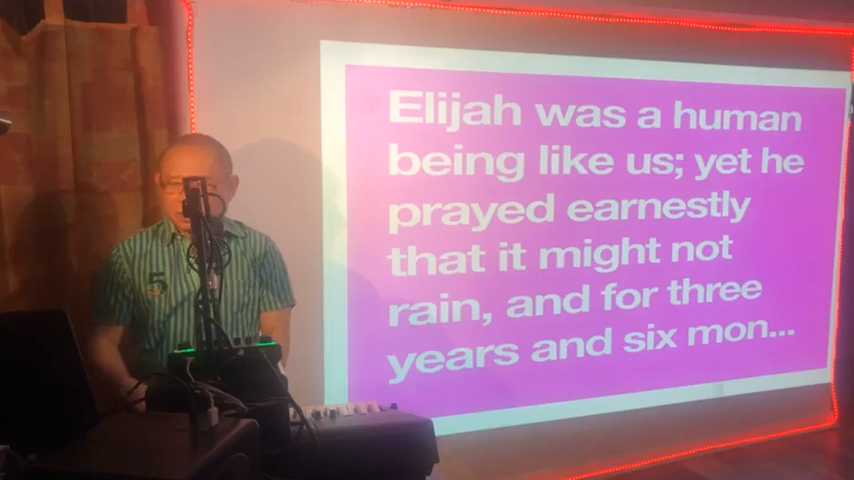 Elijah was a human
being like us; yet he
prayed earnestly
that it might not
rain, and for three
years and six mon...
5